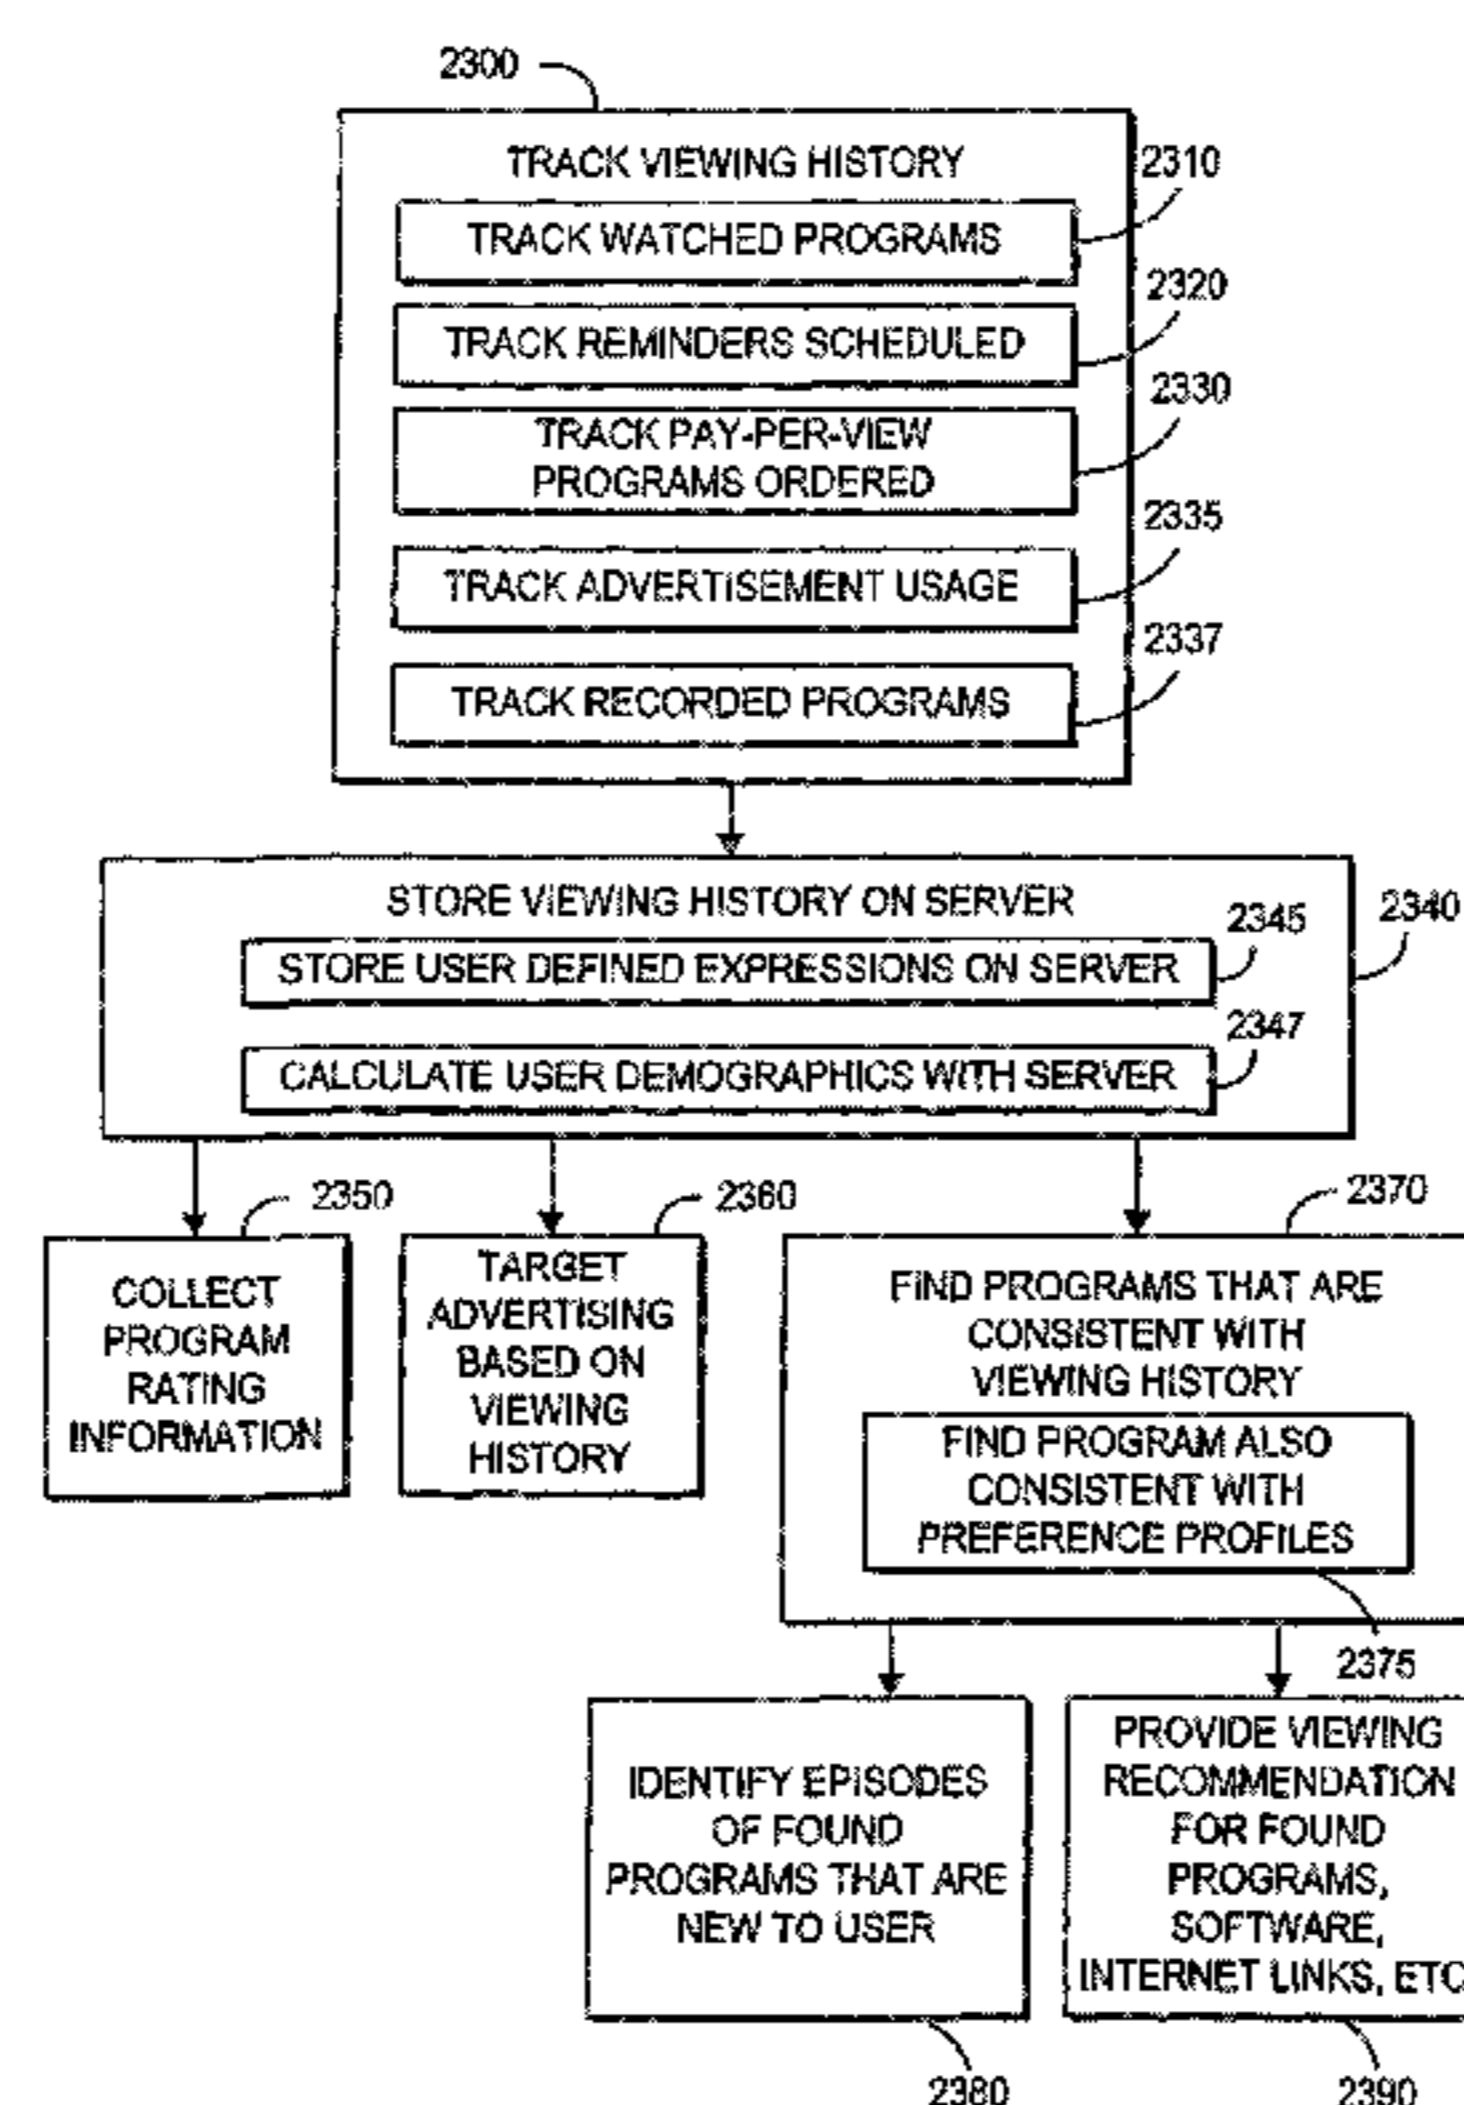 2300
TRACK VIEWING HISTORY
2310
TRACK WATCHED PROGRAMS
2320
TRACK REMINDERS SCHEDULED
2330
TRACK PAY-PER-VIEW
PROGRAMS ORDERED
2335
TRACK ADVERTISEMENT USAGE
2337
TRACK RECORDED PROGRAMS
STORE VIEWING HISTORY ON SERVER
2340
2345
STORE USER DEFINED EXPRESSIONS ON SERVER
2347
CALCULATE USER DEMOGRAPHICS WITH SERVER
2350
COLLECT
PROGRAM
RATING
INFORMATION
2360
TARGET
ADVERTISING
BASED ON
VIEWING
HISTORY
2370
FIND PROGRAMS THAT ARE
CONSISTENT WITH
VIEWING HISTORY
FIND PROGRAM ALSO
CONSISTENT WITH
PREFERENCE PROFILES
2375
IDENTIFY EPISODES
OF FOUND
PROGRAMS THAT ARE
NEW TO USER
2380
PROVIDE VIEWING
RECOMMENDATION
FOR FOUND
PROGRAMS,
SOFTWARE,
INTERNET LINKS, ETC
2390